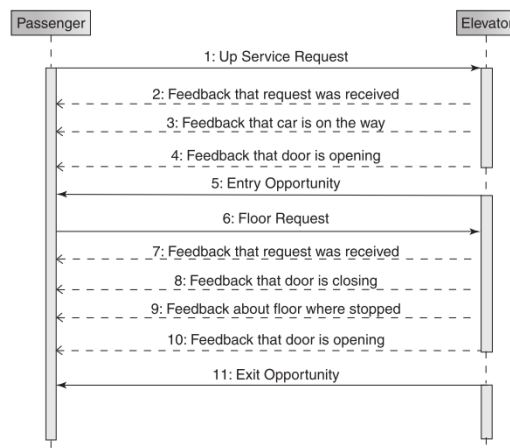 Passenger
Elevator
1: Up Service Request
2: Feedback that request was received
3: Feedback that car is on the way
4: Feedback that door is opening
5: Entry Opportunity
6: Floor Request
7: Feedback that request was received
8: Feedback that door is closing
9: Feedback about floor where stopped
10: Feedback that door is opening
11: Exit Opportunity